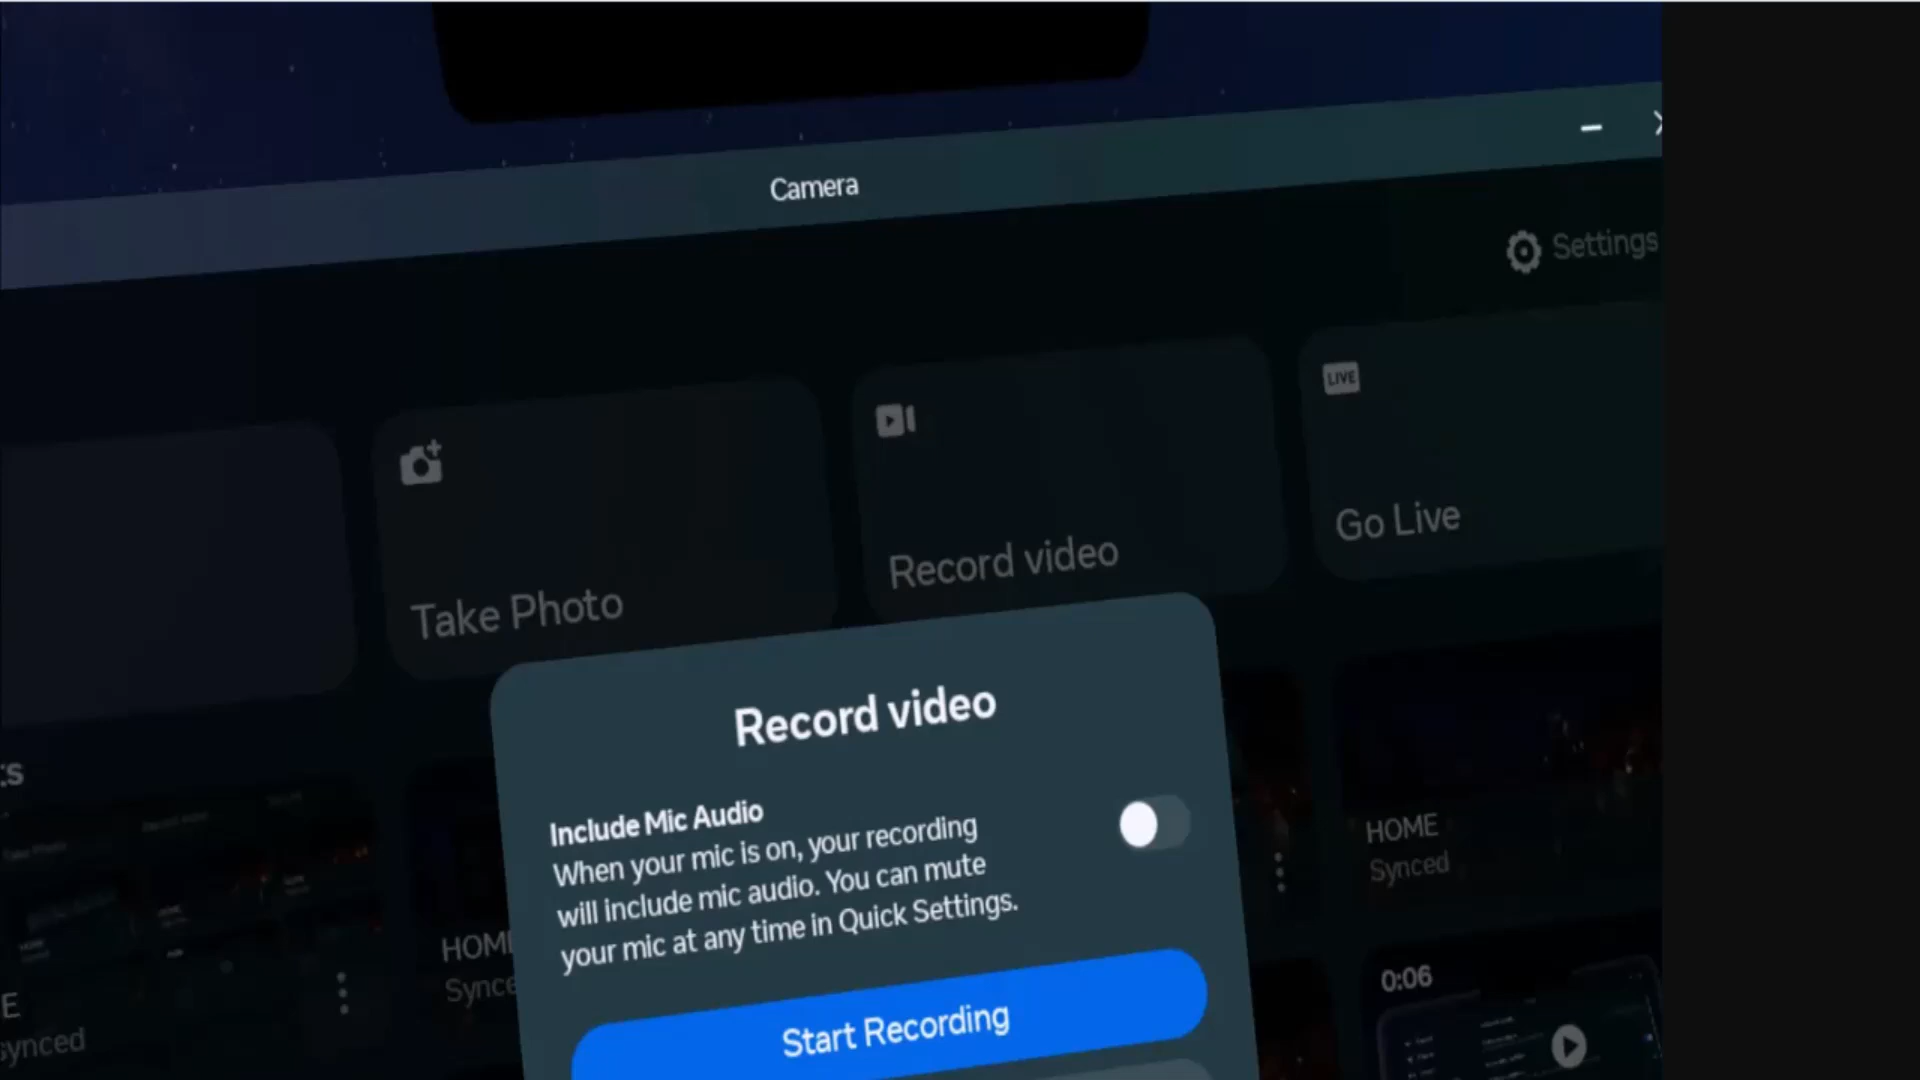 Camera
Settings
LIVE
Take Photo
Record video
Go Live
Record video
Include Mic Audio
When your mic is on, your recording
will include mic audio. You can mute
your mic at any time in Quick Settings.
Start Recording
HOME
Synced
0:06